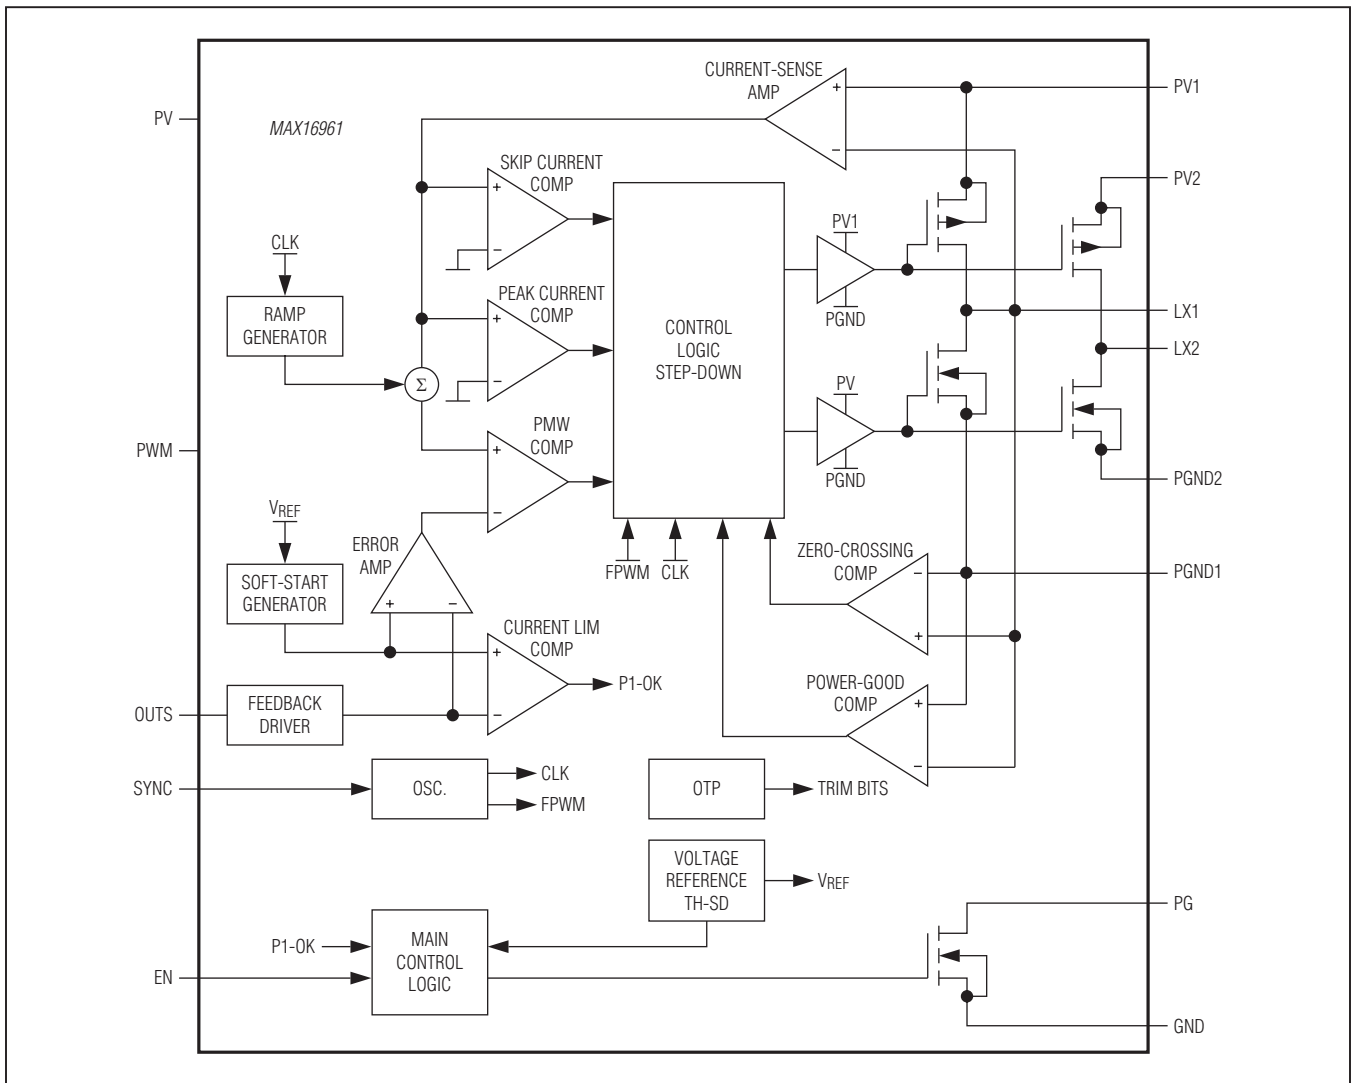 CURRENT-SENSE
AMP
+
−
PV1
PV
MAX16961
SKIP CURRENT
COMP
+
−
PV2
CLK
RAMP
GENERATOR
PEAK CURRENT
COMP
+
−
CONTROL
LOGIC
STEP-DOWN
PV1
PGND
LX1
LX2
Σ
PV
PGND
PWM
PMW
COMP
+
−
PGND2
VREF
SOFT-START
GENERATOR
ERROR
AMP
+
−
FPWM
CLK
ZERO-CROSSING
COMP
−
+
PGND1
CURRENT LIM
COMP
+
−
P1-OK
OUTS
FEEDBACK
DRIVER
POWER-GOOD
COMP
+
−
SYNC
OSC.
CLK
FPWM
OTP
TRIM BITS
VOLTAGE
REFERENCE
TH-SD
VREF
PG
P1-OK
EN
MAIN
CONTROL
LOGIC
GND